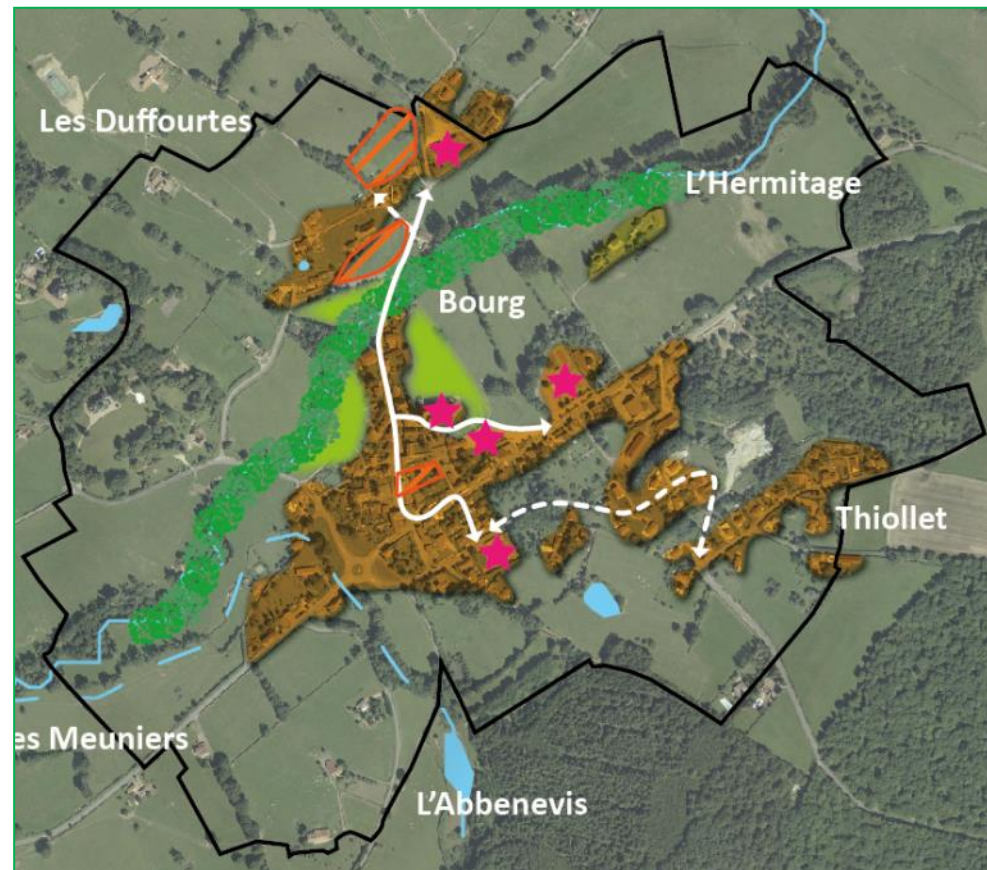 Les Duffourtes
L'Hermitage
Bourg
Thiollet
es Meuniers
L'Abbenevis